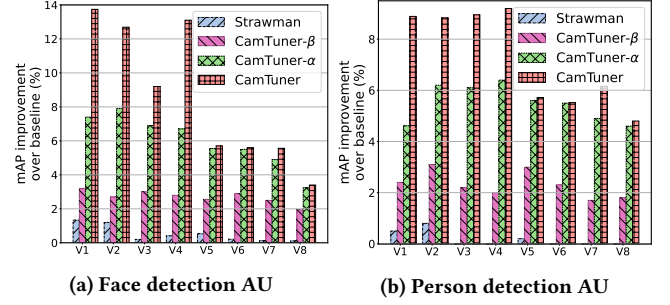 mAP improvement
over baseline (%)
14
12
10
8
6
4
2
0
V1 V2 V3 V4 V5 V6 V7 V8
Strawman
CamTuner-β
CamTuner-α
CamTuner
(a) Face detection AU
mAP improvement
over baseline (%)
8
6
4
2
0
V1 V2 V3 V4 V5 V6 V7 V8
Strawman
CamTuner-β
CamTuner-α
CamTuner
(b) Person detection AU